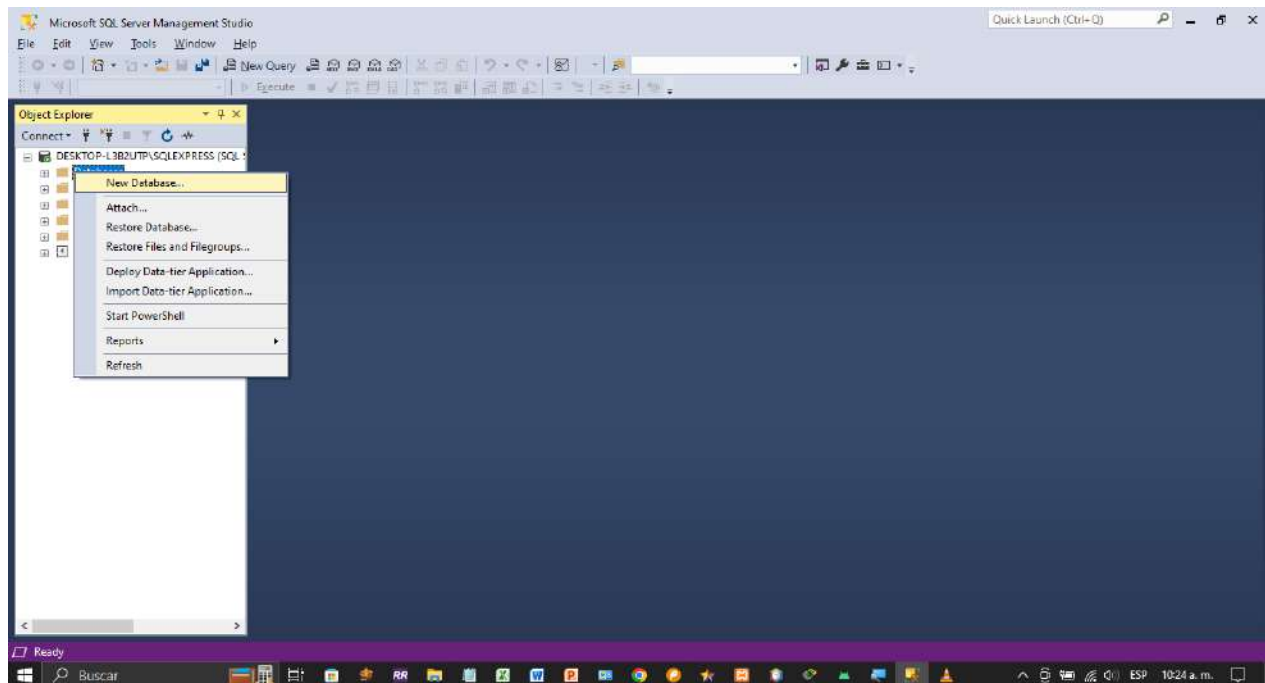 Microsoft SQL Server Management Studio
Quick Launch (Ctrl+Q)
File Edit View Tools Window Help
New Query
Execute
Object Explorer
Connect
DESKTOP-L3B2UTP\SQLEXPRESS (SQL S
Databases
New Database...
Attach...
Restore Database...
Restore Files and Filegroups...
Deploy Data-tier Application...
Import Data-tier Application...
Start PowerShell
Reports
Refresh
Ready
Buscar
RR
ESP
10:24 a. m.